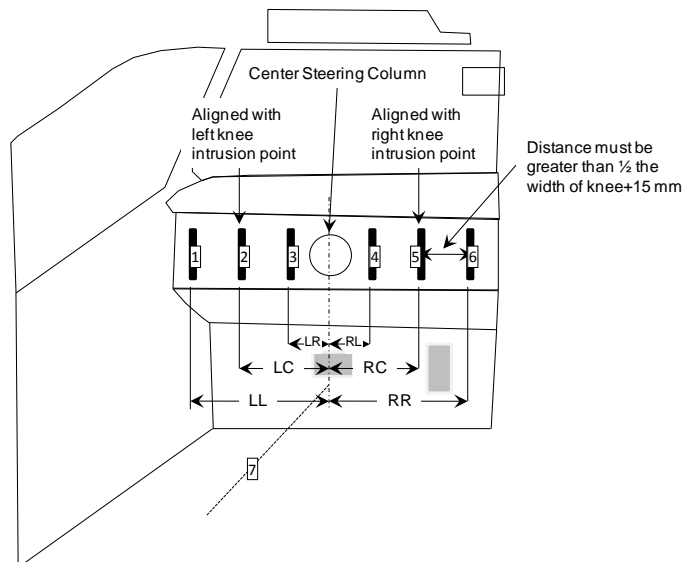 Center Steering Column
Aligned with
left knee
intrusion point
Aligned with
right knee
intrusion point
Distance must be
greater than ½ the
width of knee+15 mm
1
2
3
4
5
6
LR
RL
LC
RC
LL
RR
7